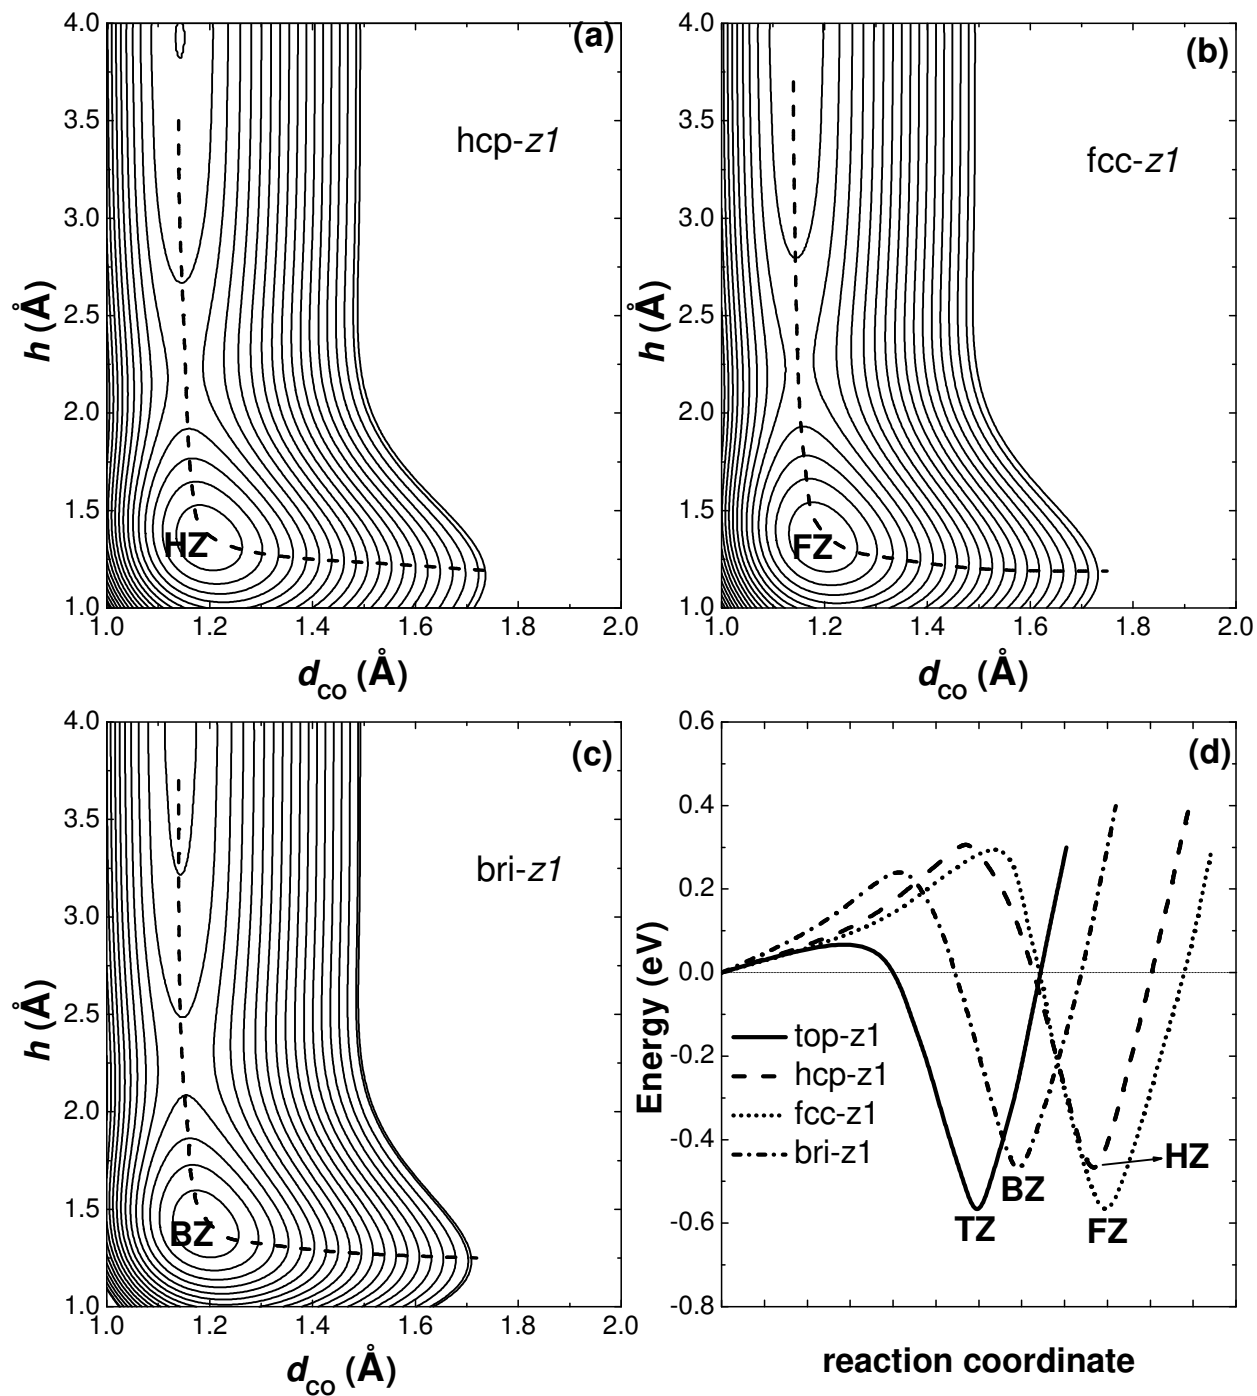 (a)
hcp-z1
HZ
4.0
3.5
3.0
2.5
2.0
1.5
1.0
h (Å)
1.0 1.2 1.4 1.6 1.8 2.0
d_CO (Å)
(b)
fcc-z1
FZ
4.0
3.5
3.0
2.5
2.0
1.5
1.0
h (Å)
1.0 1.2 1.4 1.6 1.8 2.0
d_CO (Å)
(c)
bri-z1
BZ
4.0
3.5
3.0
2.5
2.0
1.5
1.0
h (Å)
1.0 1.2 1.4 1.6 1.8 2.0
d_CO (Å)
(d)
0.6
0.4
0.2
0.0
-0.2
-0.4
-0.6
-0.8
Energy (eV)
top-z1
hcp-z1
fcc-z1
bri-z1
HZ
BZ
TZ
FZ
reaction coordinate